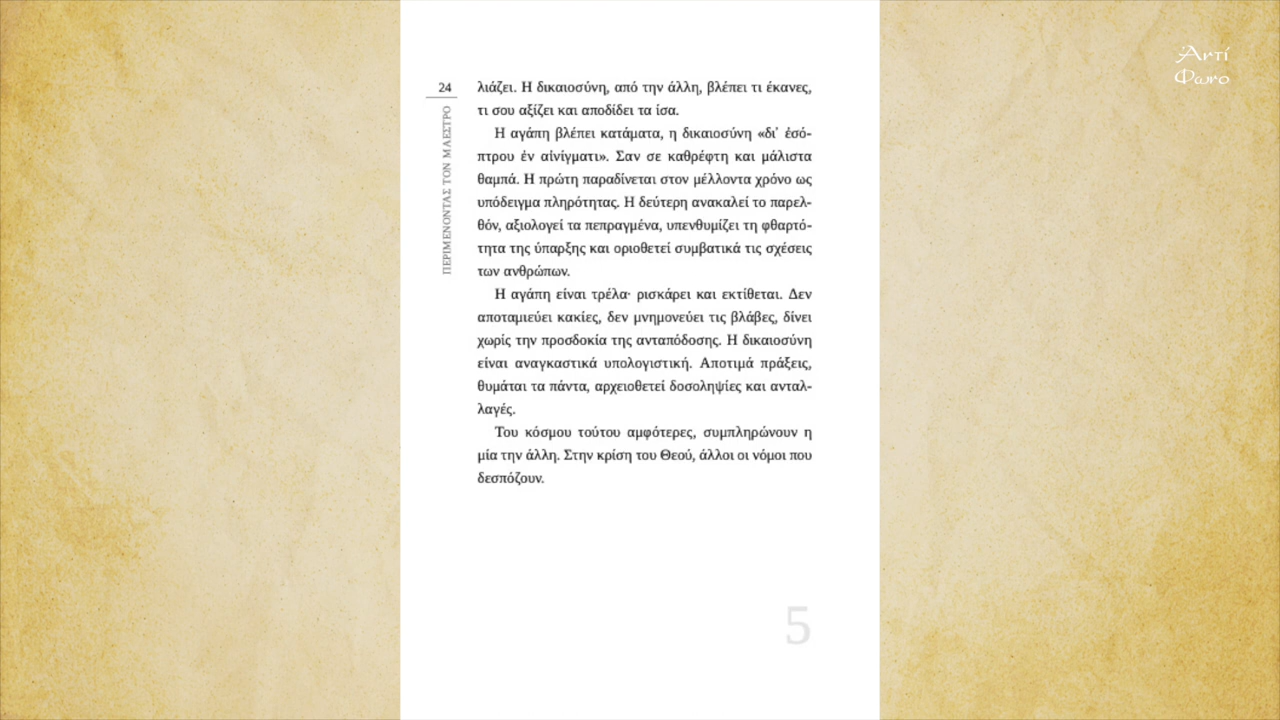 Ἀντί
Φωνο
24
ΠΕΡΙΜΕΝΟΝΤΑΣ ΤΟΝ ΜΑΕΣΤΡΟ
λιάζει. Η δικαιοσύνη, από την άλλη, βλέπει τι έκανες,
τι σου αξίζει και αποδίδει τα ίσα.
Η αγάπη βλέπει κατάματα, η δικαιοσύνη «δι’ ἐσό-
πτρου ἐν αἰνίγματι». Σαν σε καθρέφτη και μάλιστα
θαμπά. Η πρώτη παραδίνεται στον μέλλοντα χρόνο ως
υπόδειγμα πληρότητας. Η δεύτερη ανακαλεί το παρελ-
θόν, αξιολογεί τα πεπραγμένα, υπενθυμίζει τη φθαρτό-
τητα της ύπαρξης και οριοθετεί συμβατικά τις σχέσεις
των ανθρώπων.
Η αγάπη είναι τρέλα· ρισκάρει και εκτίθεται. Δεν
αποταμιεύει κακίες, δεν μνημονεύει τις βλάβες, δίνει
χωρίς την προσδοκία της ανταπόδοσης. Η δικαιοσύνη
είναι αναγκαστικά υπολογιστική. Αποτιμά πράξεις,
θυμάται τα πάντα, αρχειοθετεί δοσοληψίες και ανταλ-
λαγές.
Του κόσμου τούτου αμφότερες, συμπληρώνουν η
μία την άλλη. Στην κρίση του Θεού, άλλοι οι νόμοι που
δεσπόζουν.
5